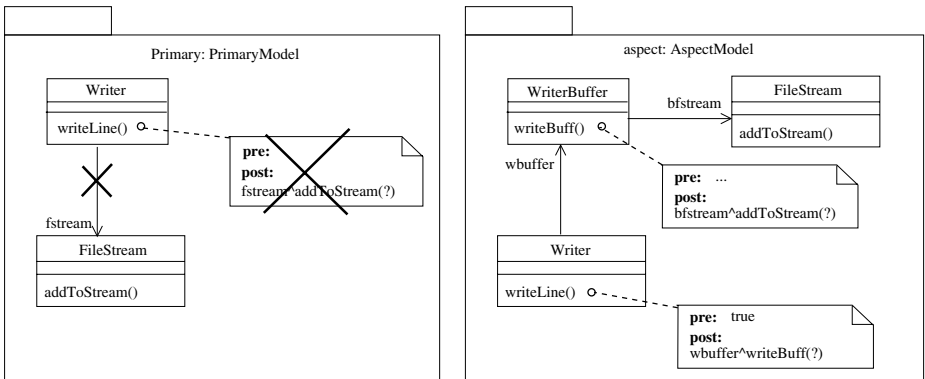 Primary: PrimaryModel
Writer
writeLine()
pre:
post:
fstream^addToStream(?)
fstream
FileStream
addToStream()
aspect: AspectModel
WriterBuffer
writeBuff()
bfstream
FileStream
addToStream()
wbuffer
pre: ...
post:
bfstream^addToStream(?)
Writer
writeLine()
pre: true
post:
wbuffer^writeBuff(?)